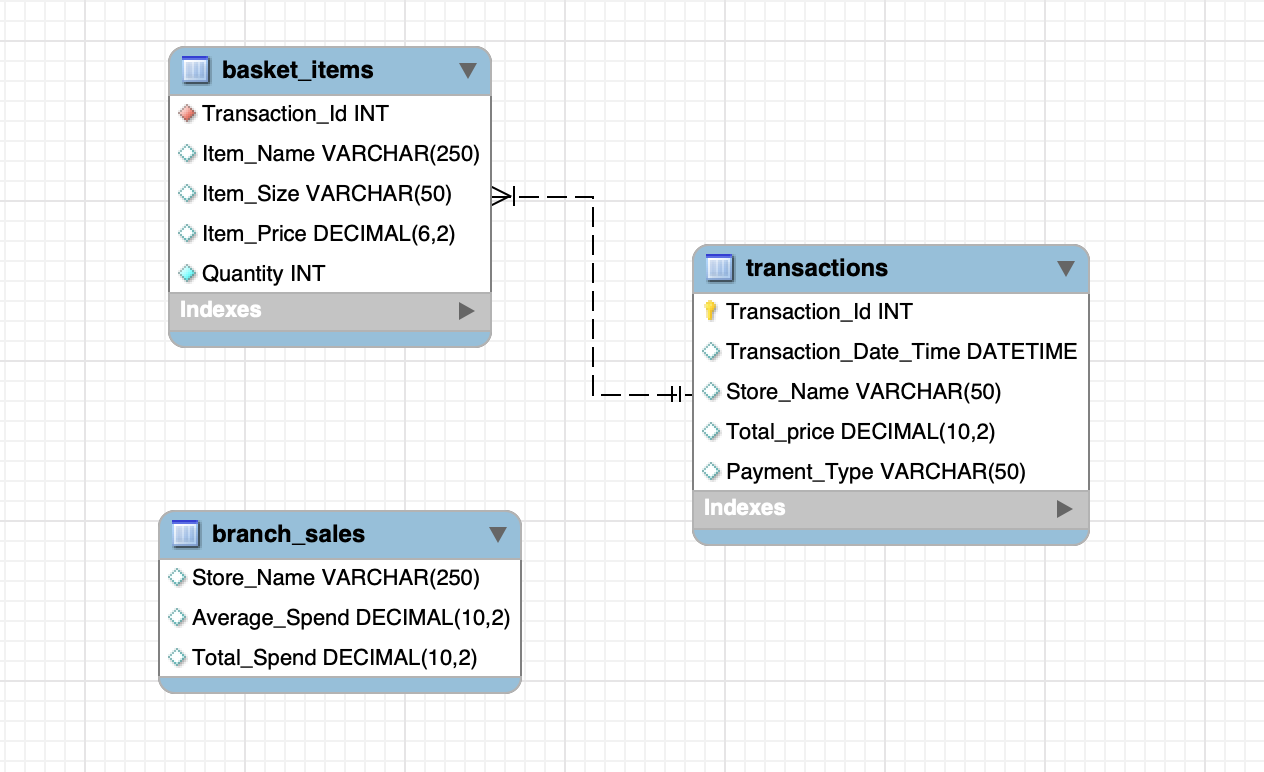 basket_items
Transaction_Id INT
Item_Name VARCHAR(250)
Item_Size VARCHAR(50)
Item_Price DECIMAL(6,2)
Quantity INT
Indexes
transactions
Transaction_Id INT
Transaction_Date_Time DATETIME
Store_Name VARCHAR(50)
Total_price DECIMAL(10,2)
Payment_Type VARCHAR(50)
Indexes
branch_sales
Store_Name VARCHAR(250)
Average_Spend DECIMAL(10,2)
Total_Spend DECIMAL(10,2)